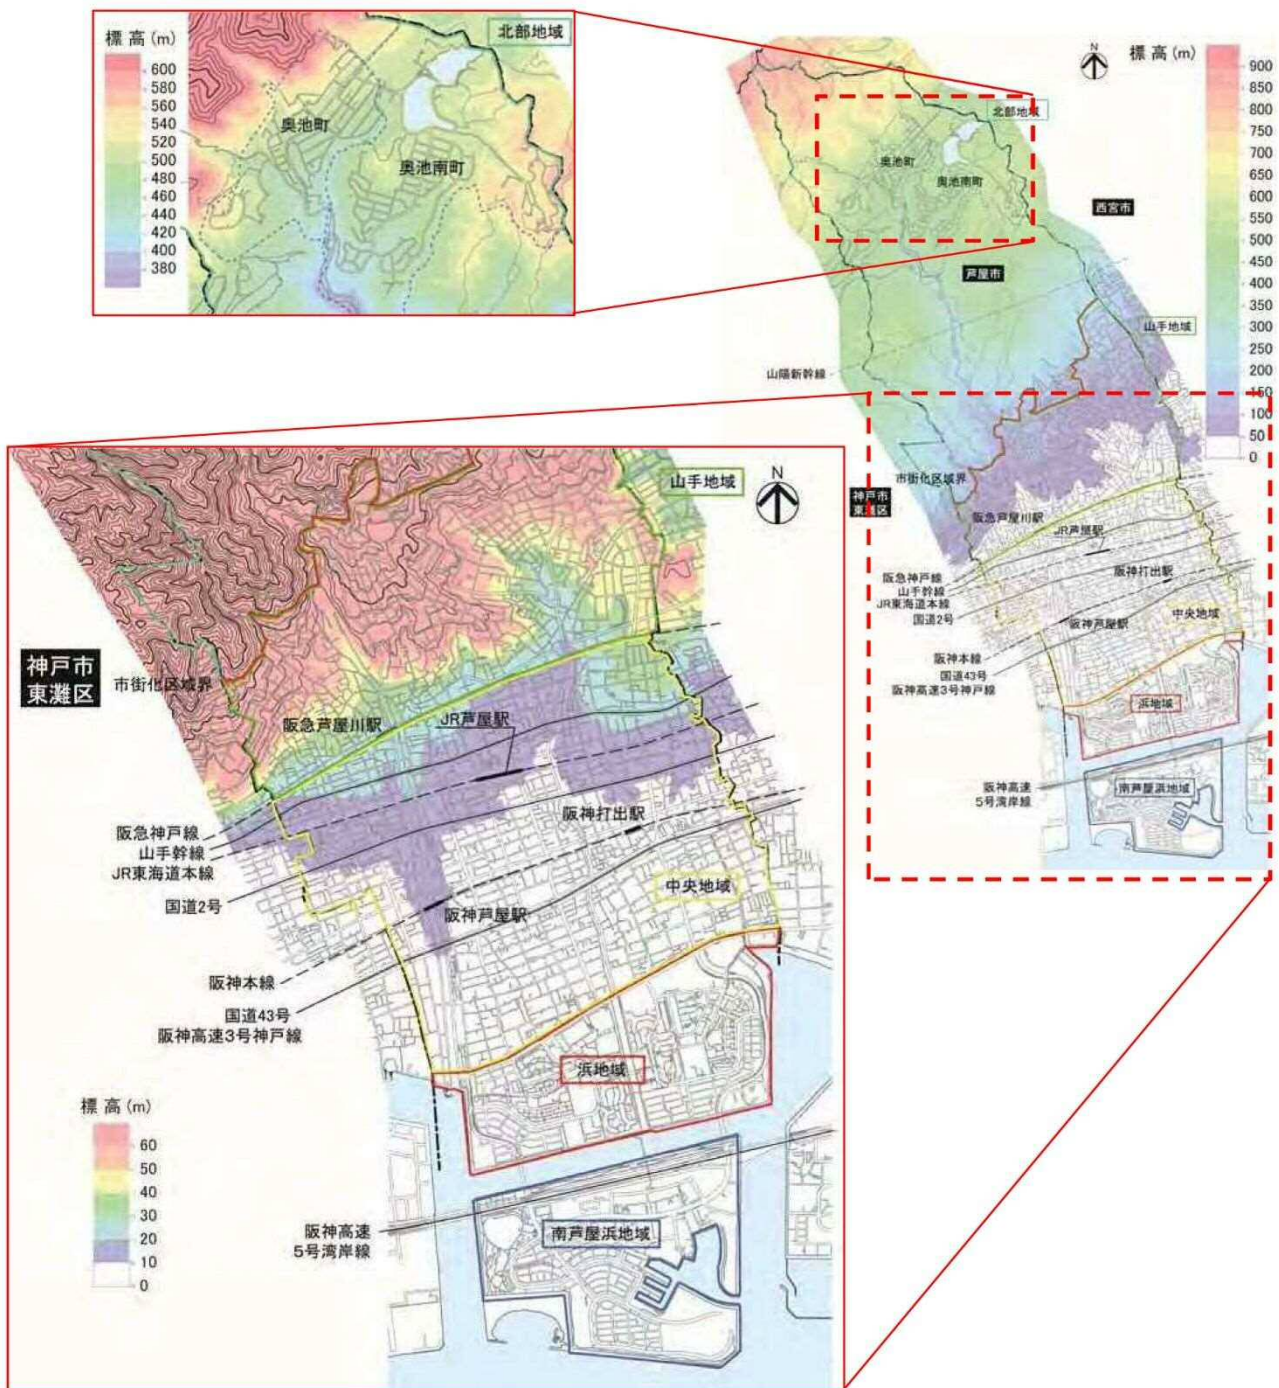 標 高 (m)
600
580
560
540
520
500
480
460
440
420
400
380
北部地域
奥池町
奥池南町
N
標 高 (m)
900
850
800
750
700
650
600
550
500
450
400
350
300
250
200
150
100
50
0
北部地域
奥池町
奥池南町
西宮市
芦屋市
山手地域
山陽新幹線
市街化区域界
神戸市
東灘区
阪急芦屋川駅
JR芦屋駅
阪神打出駅
阪急神戸線
山手幹線
JR東海道本線
国道2号
阪神芦屋駅
中央地域
阪神本線
国道43号
阪神高速3号神戸線
浜地域
阪神高速
5号湾岸線
南芦屋浜地域
山手地域
N
神戸市
東灘区
市街化区域界
阪急芦屋川駅
JR芦屋駅
阪神打出駅
阪急神戸線
山手幹線
JR東海道本線
国道2号
中央地域
阪神芦屋駅
阪神本線
国道43号
阪神高速3号神戸線
浜地域
標 高 (m)
60
50
40
30
20
10
0
阪神高速
5号湾岸線
南芦屋浜地域